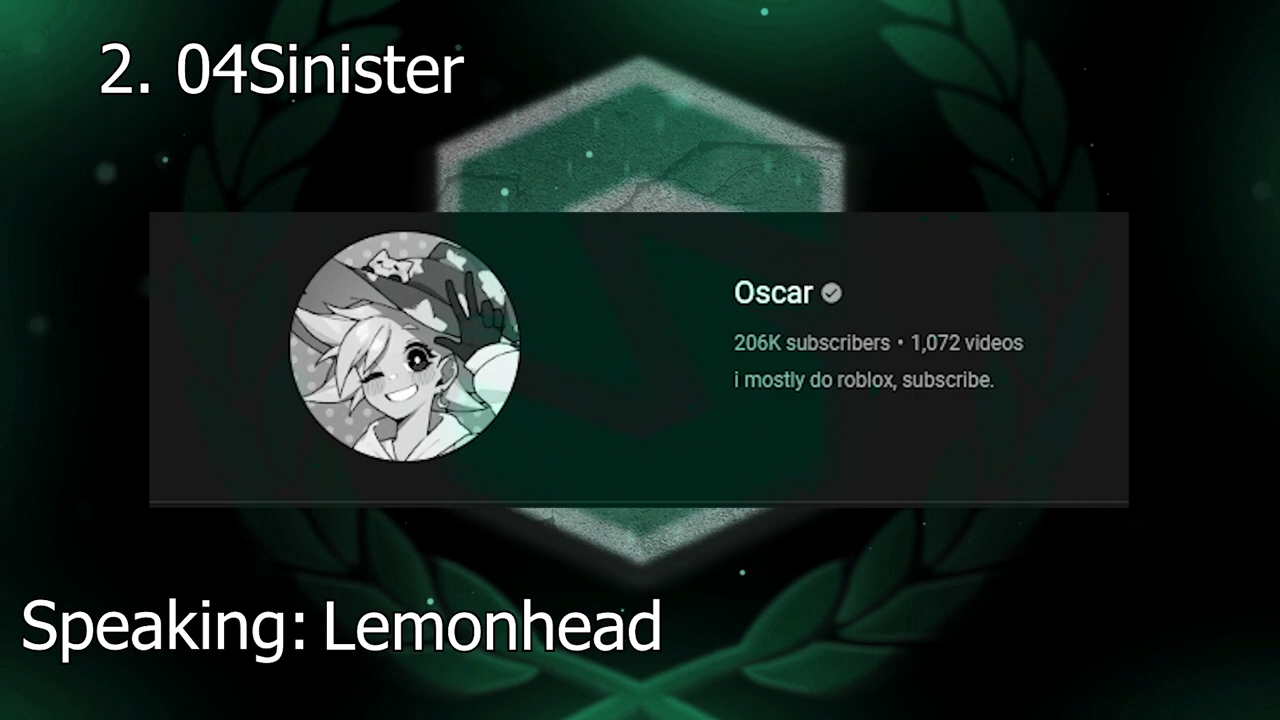 2. 04Sinister
Oscar
206K subscribers • 1,072 videos
i mostly do roblox, subscribe.
Speaking: Lemonhead